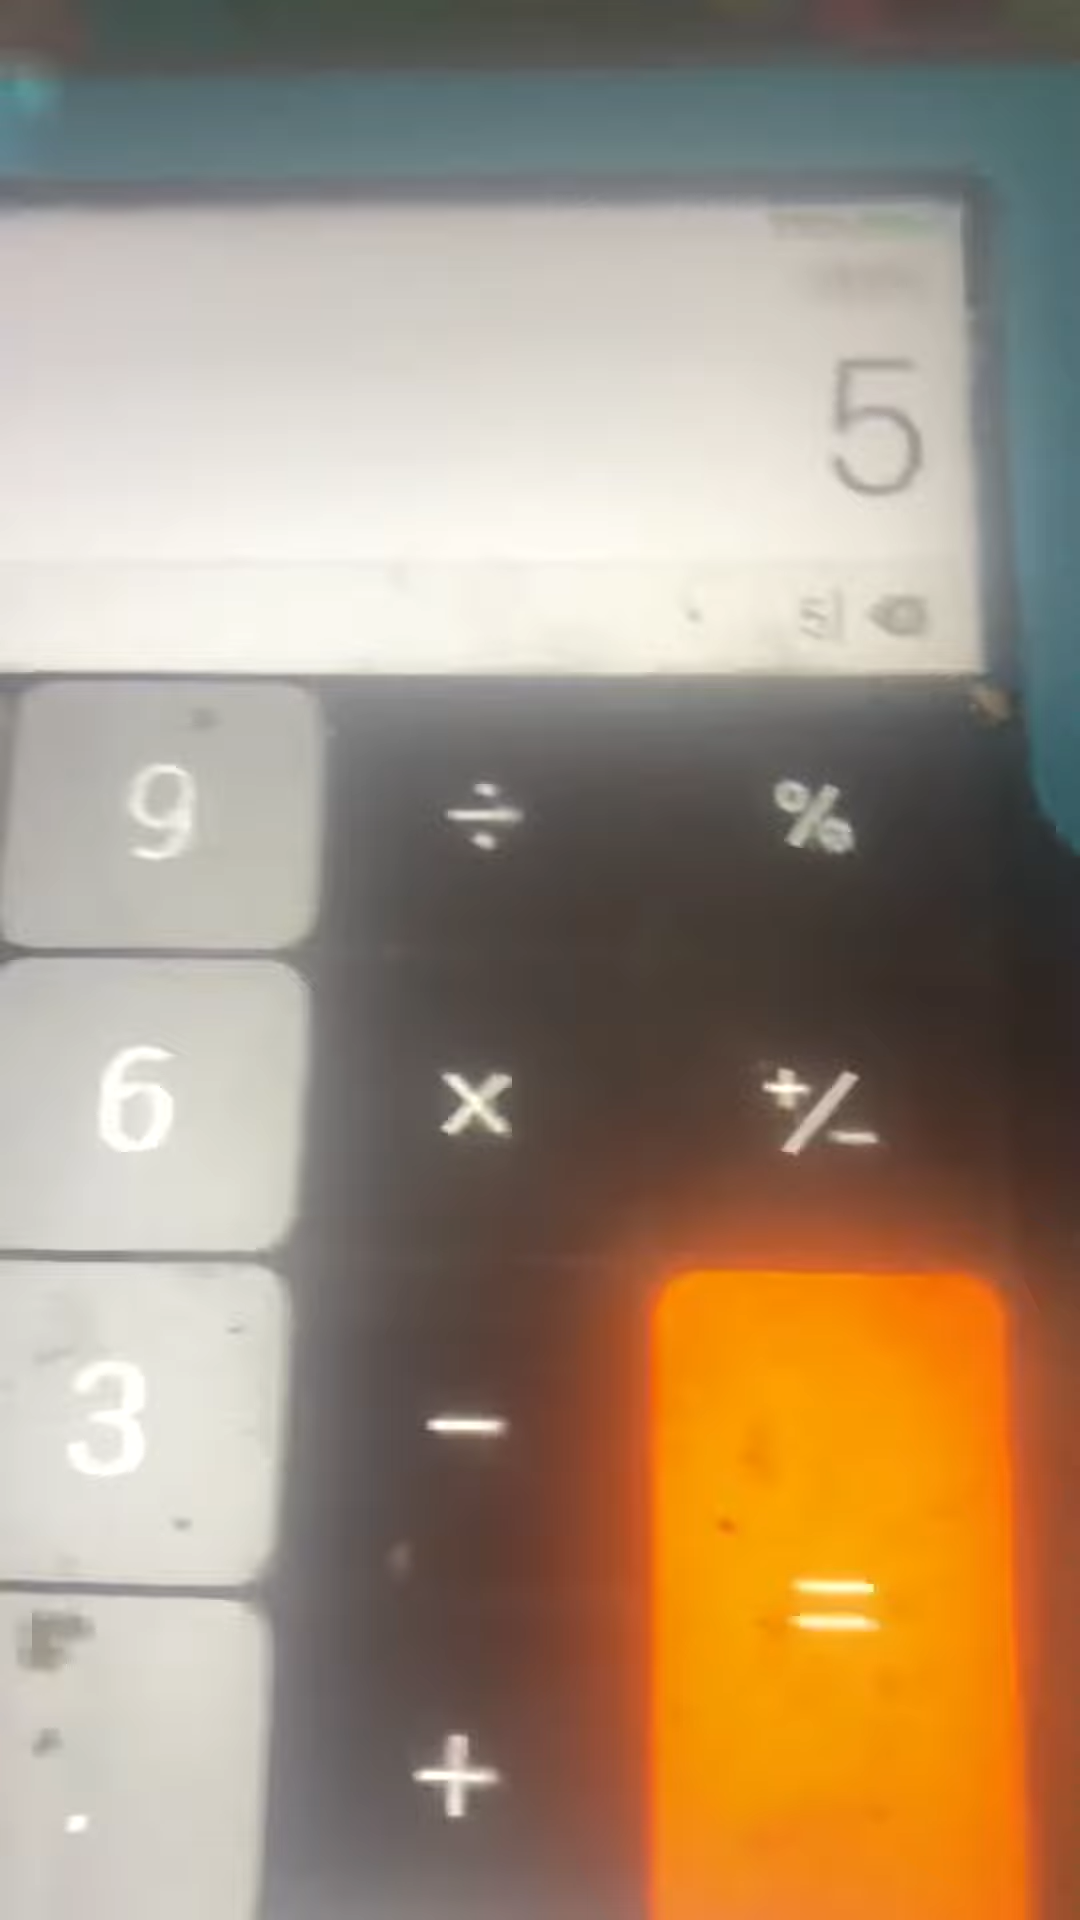 5
9 ÷ %
6 × +/−
3 −
=
. +